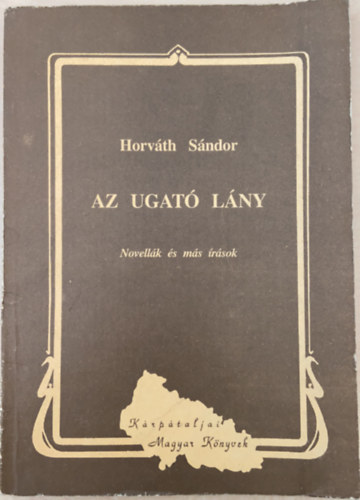 Horváth Sándor
AZ UGATÓ LÁNY
Novellák és más írások
Kárpátaljai
Magyar Könyvek